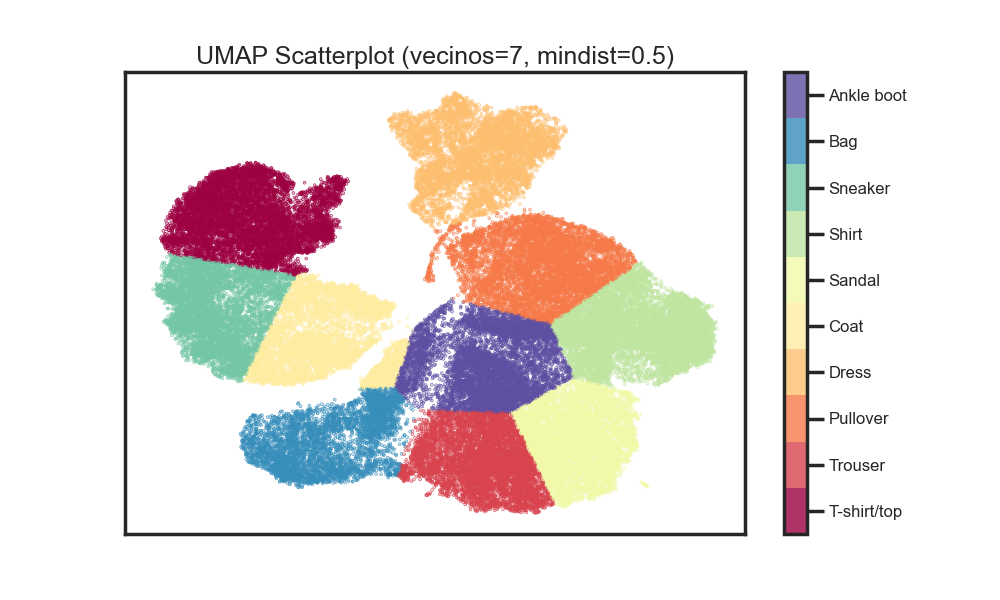 UMAP Scatterplot (vecinos=7, mindist=0.5)
Ankle boot
Bag
Sneaker
Shirt
Sandal
Coat
Dress
Pullover
Trouser
T-shirt/top